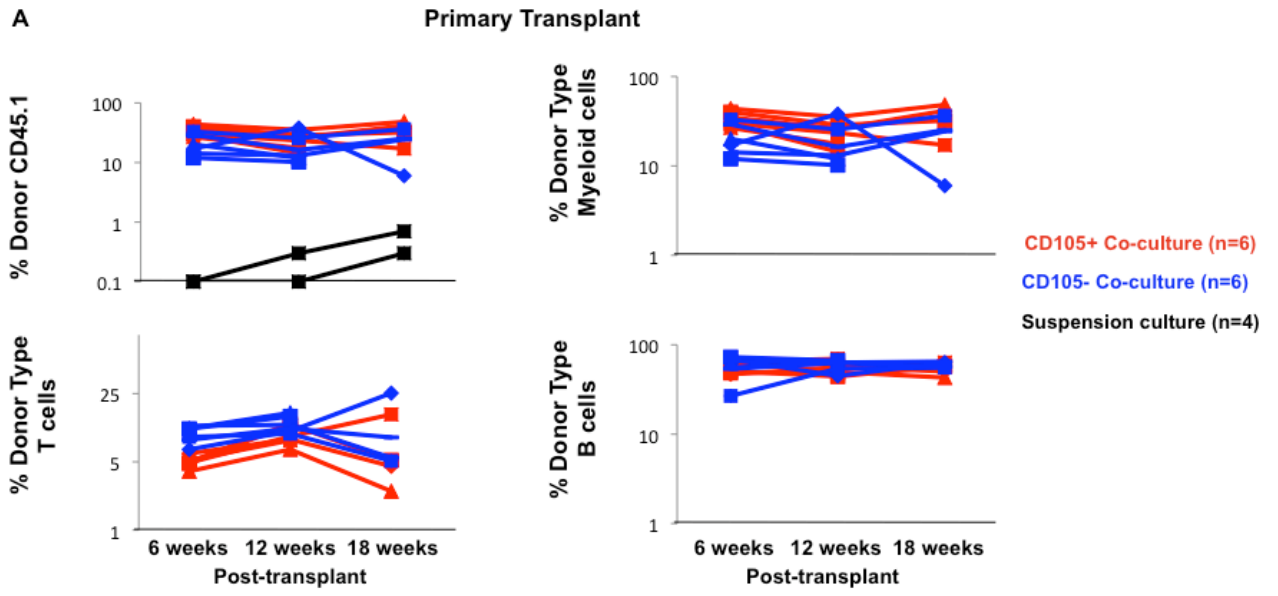 A
Primary Transplant
% Donor CD45.1
100
10
1
0.1
% Donor Type
Myeloid cells
100
10
1
CD105+ Co-culture (n=6)
CD105- Co-culture (n=6)
Suspension culture (n=4)
% Donor Type
T cells
25
5
1
6 weeks 12 weeks 18 weeks
Post-transplant
% Donor Type
B cells
100
10
1
6 weeks 12 weeks 18 weeks
Post-transplant